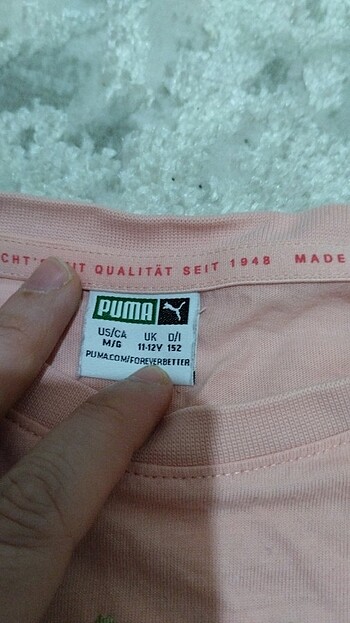 QUALITÄT SEIT 1948 MADE
PUMA
US/CA UK D/I
M/G 11-12Y 152
PUMA.COM/FOREVERBETTER